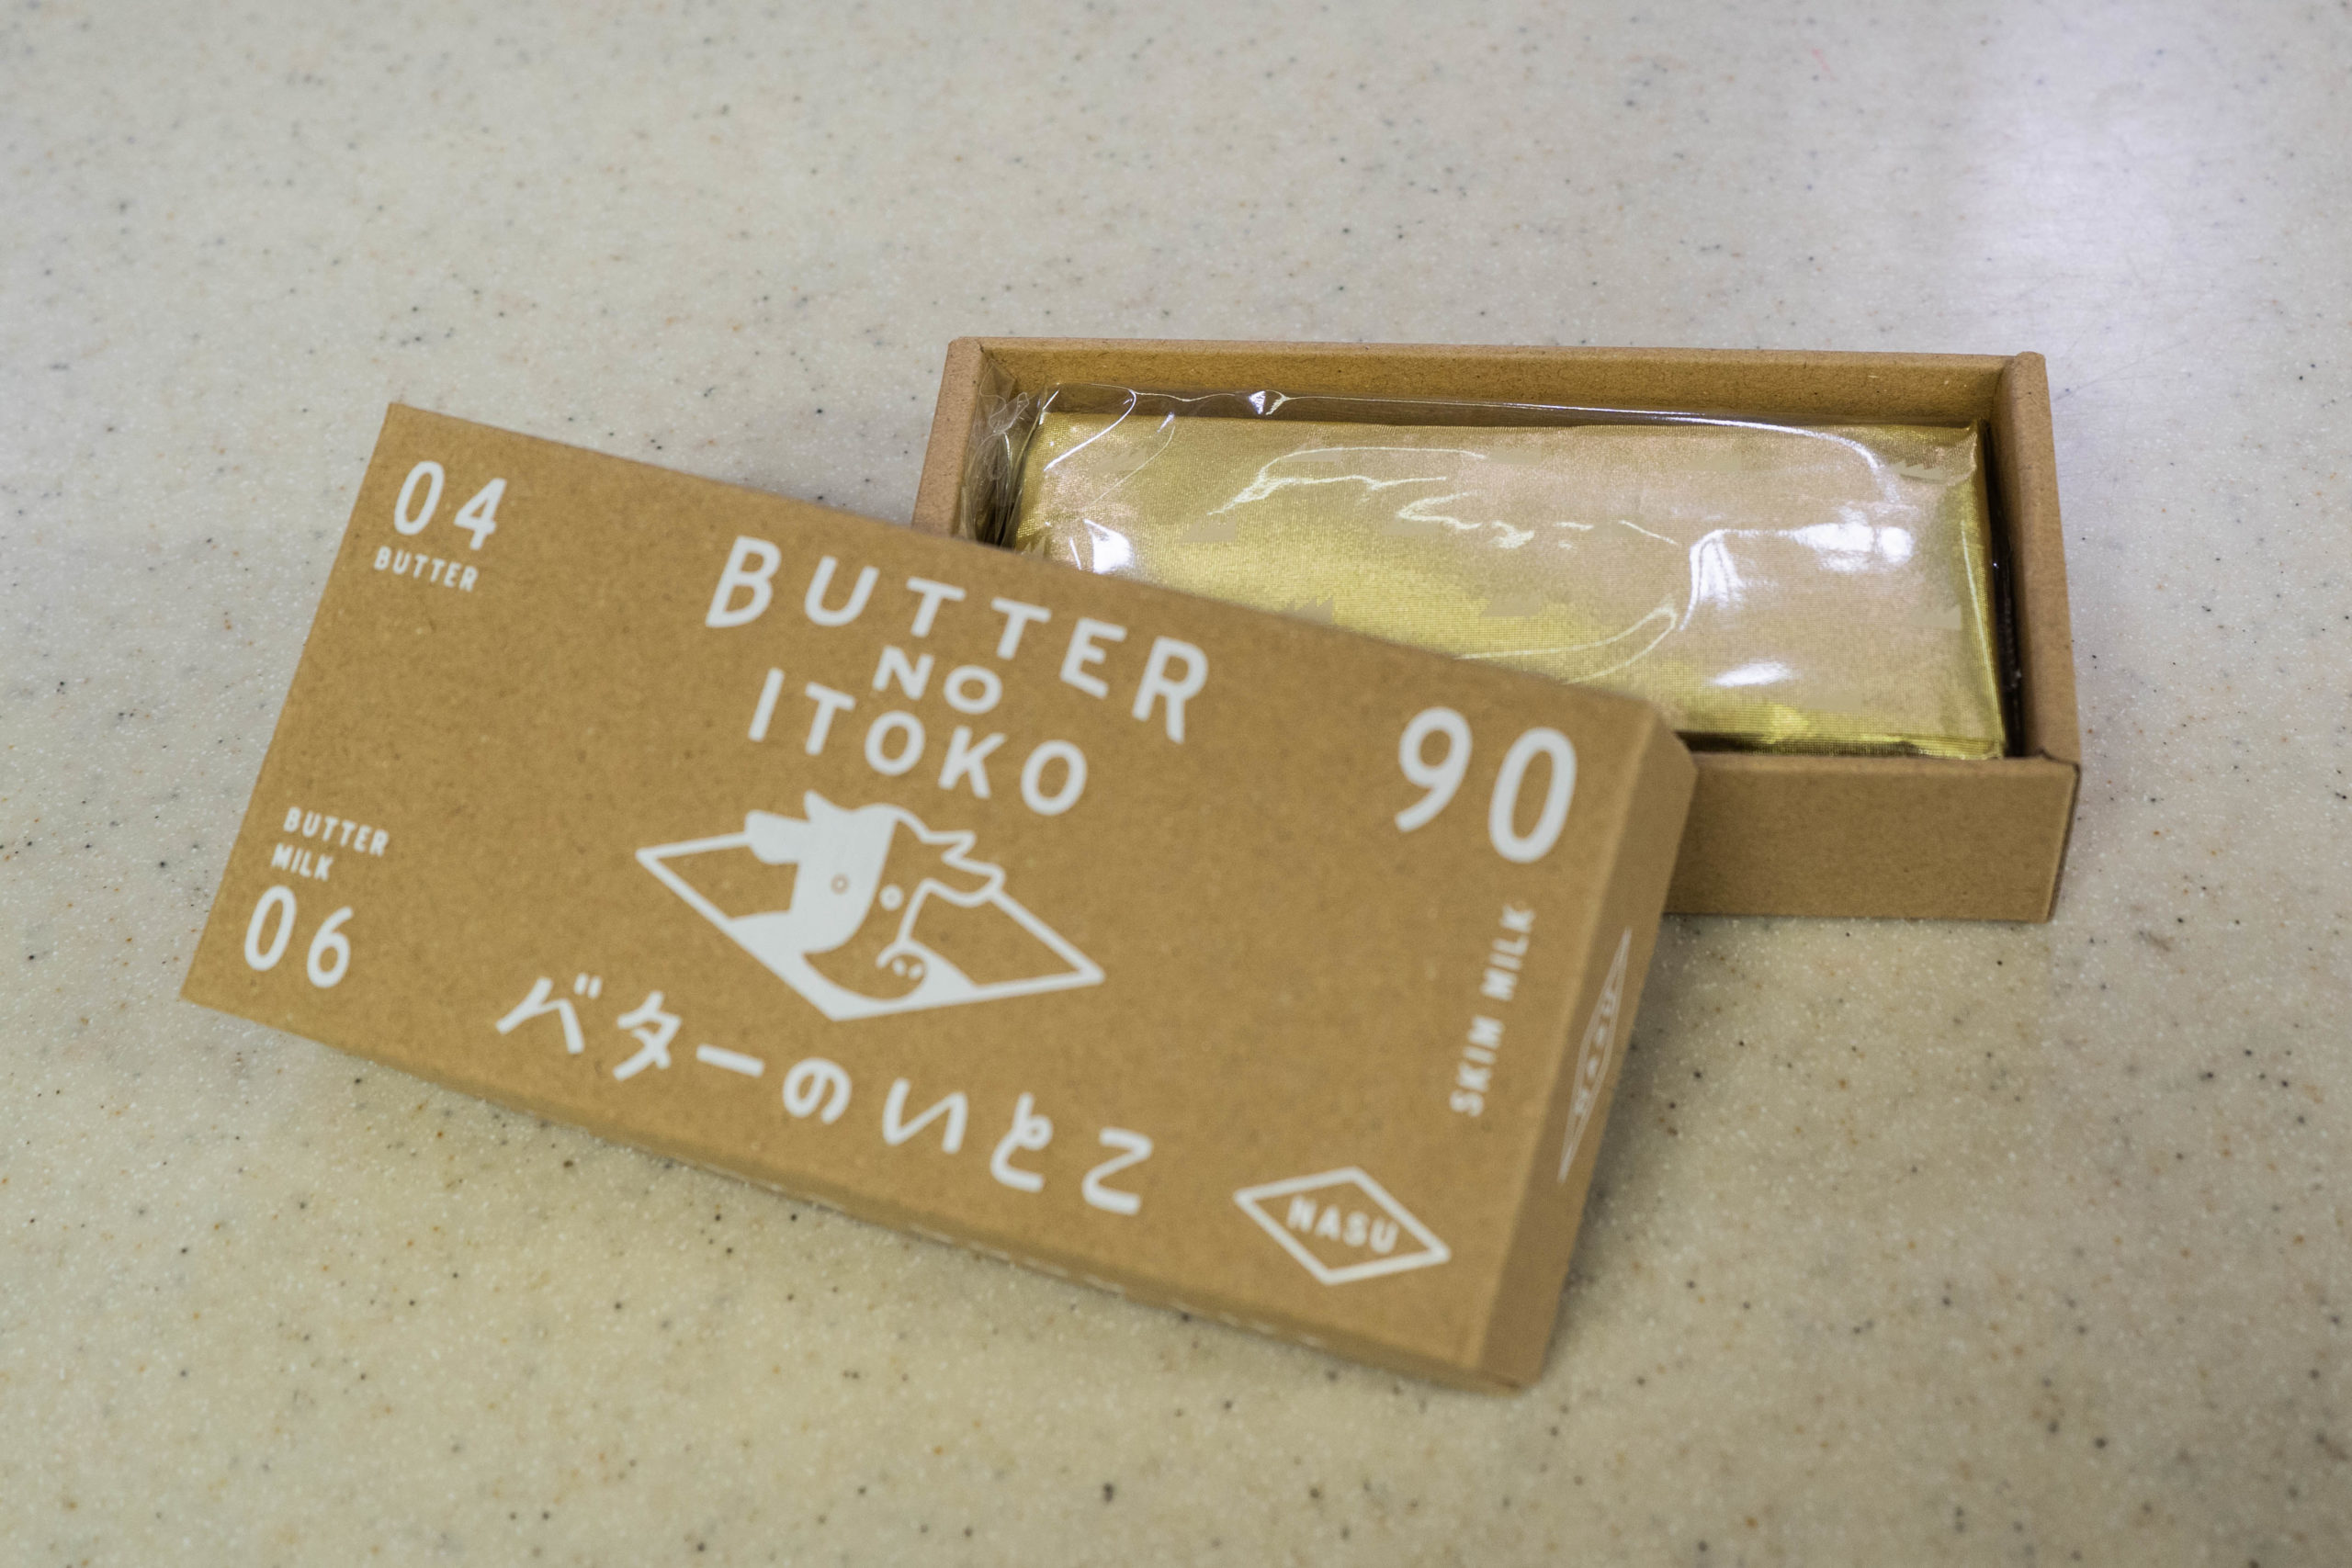 04
BUTTER
BUTTER
NO
ITOKO
90
SKIM MILK
BUTTER
MILK
06
バターのいとこ
NASU
NASU